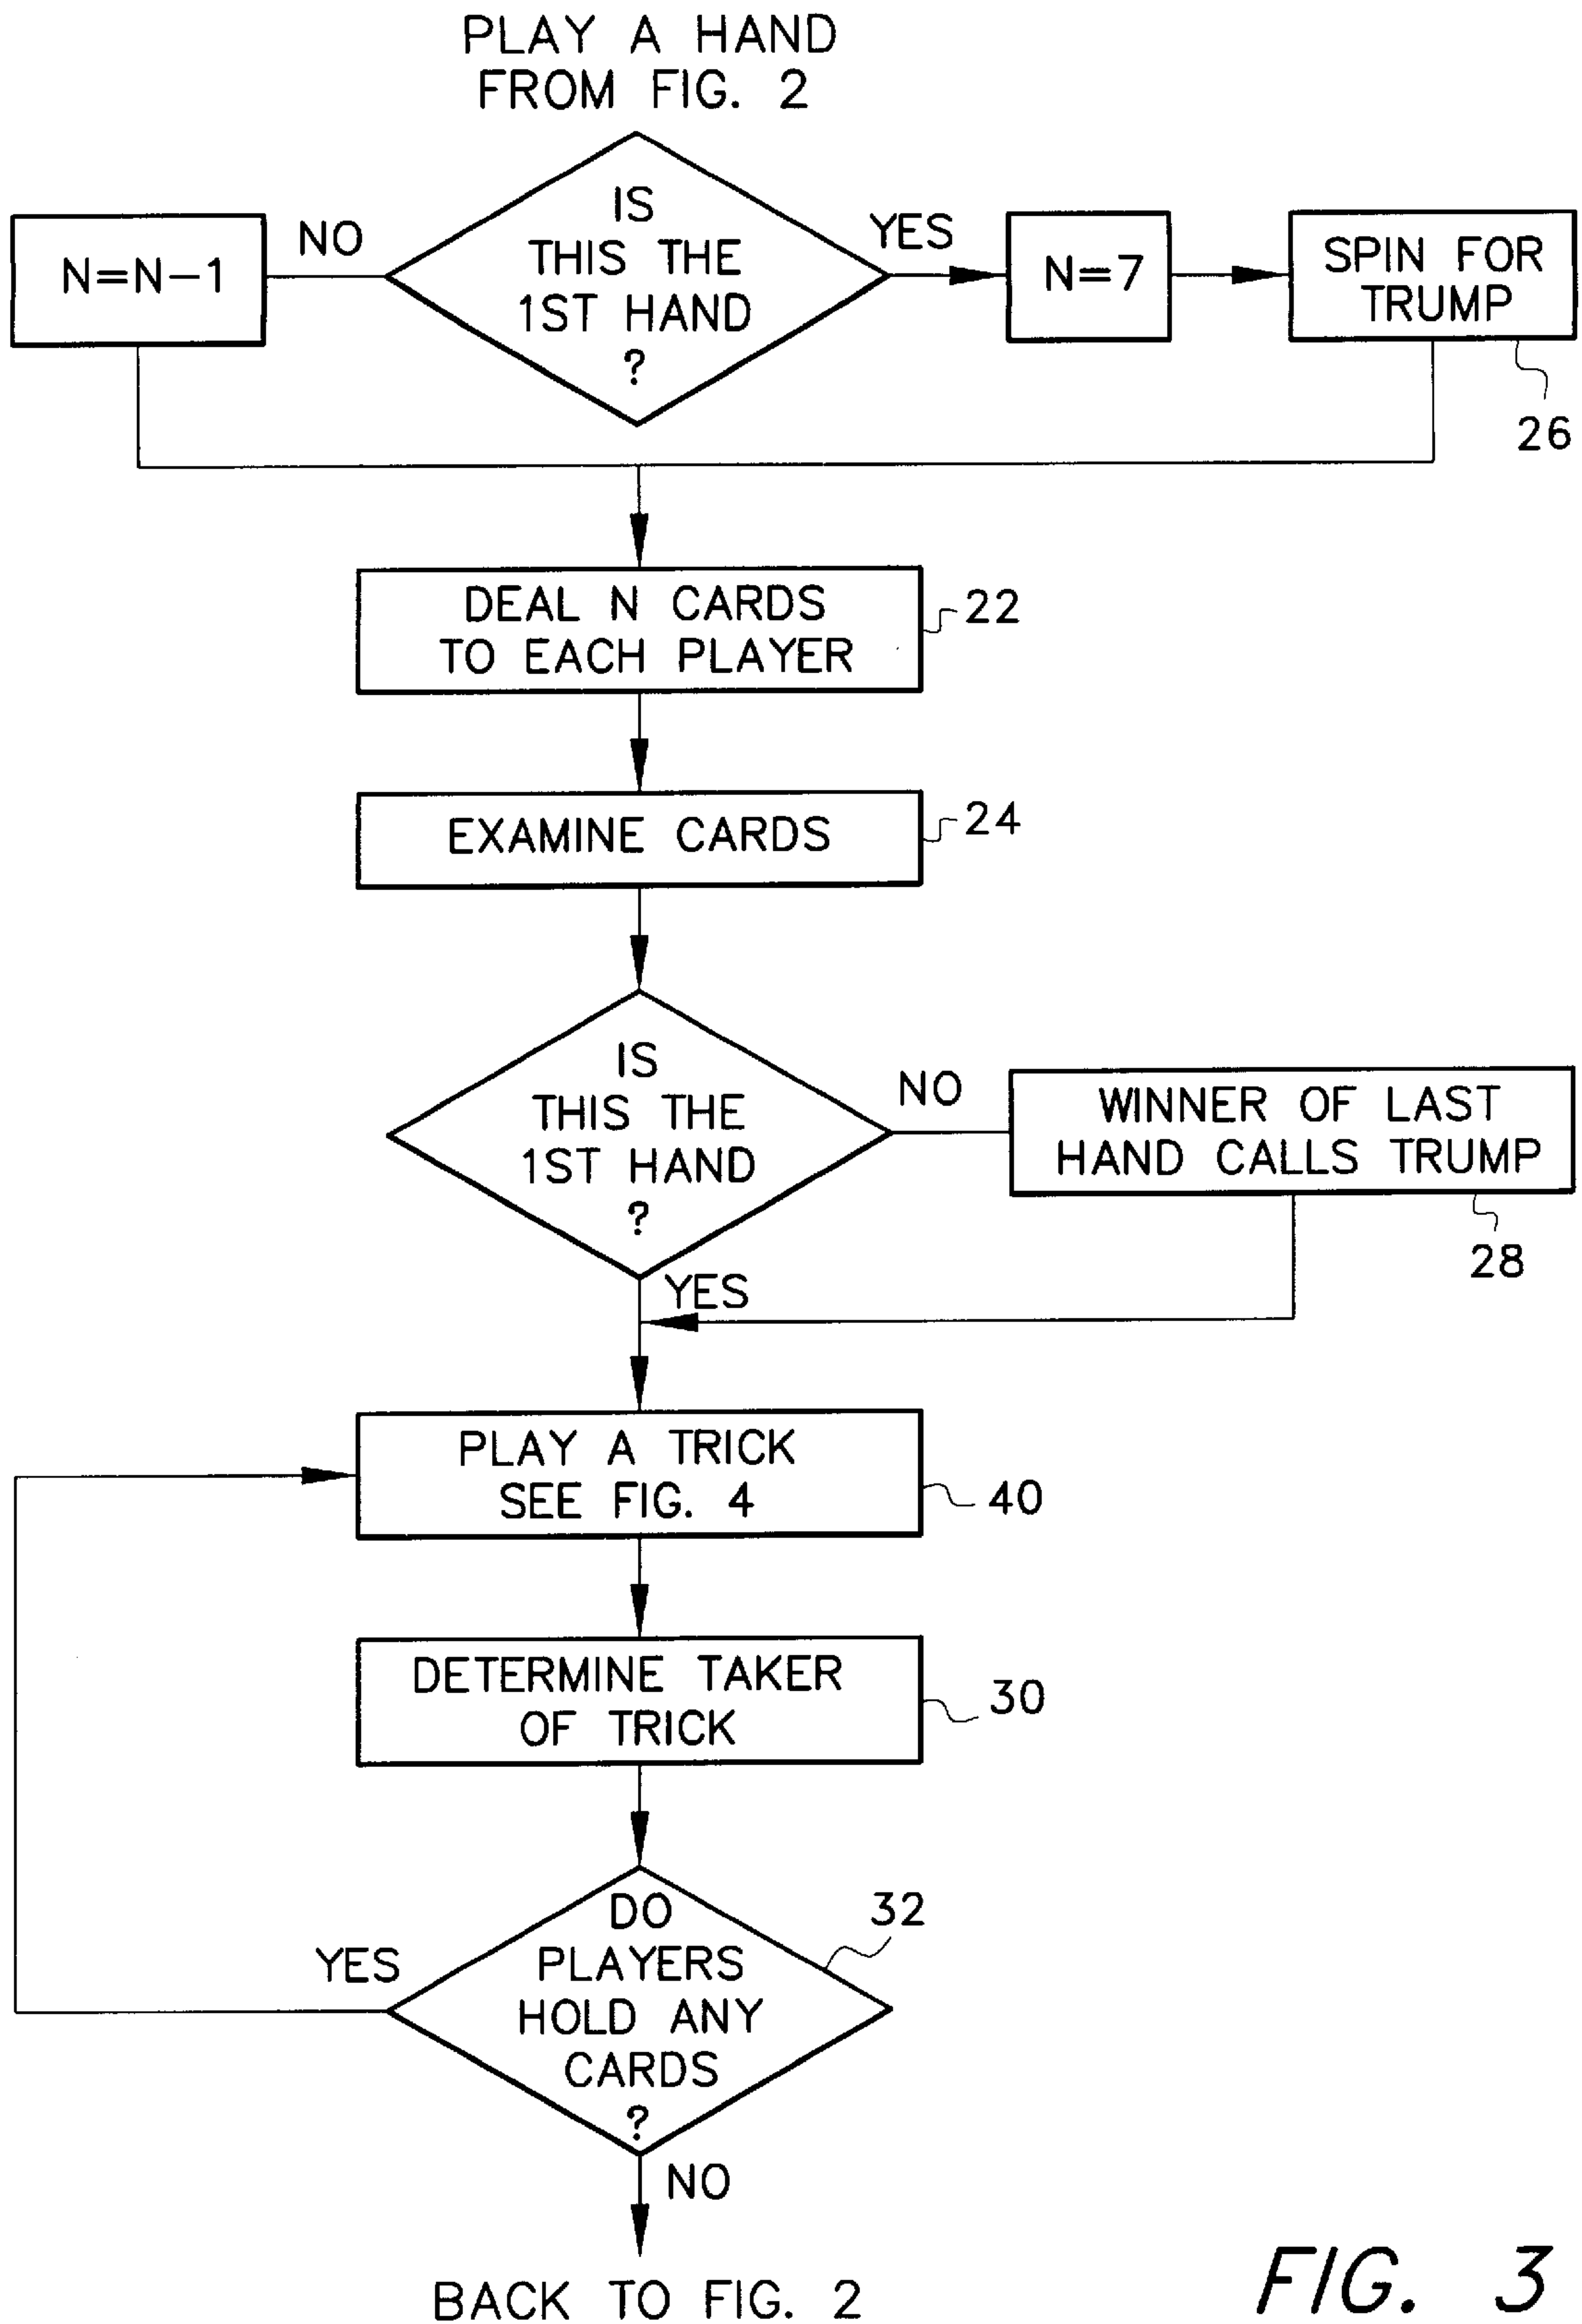 PLAY A HAND
FROM FIG. 2
IS
THIS THE
1ST HAND
?
NO
N=N-1
YES
N=7
SPIN FOR
TRUMP
26
DEAL N CARDS
TO EACH PLAYER
22
EXAMINE CARDS
24
IS
THIS THE
1ST HAND
?
NO
WINNER OF LAST
HAND CALLS TRUMP
28
YES
PLAY A TRICK
SEE FIG. 4
40
DETERMINE TAKER
OF TRICK
30
DO
PLAYERS
HOLD ANY
CARDS
?
32
YES
NO
BACK TO FIG. 2
FIG. 3